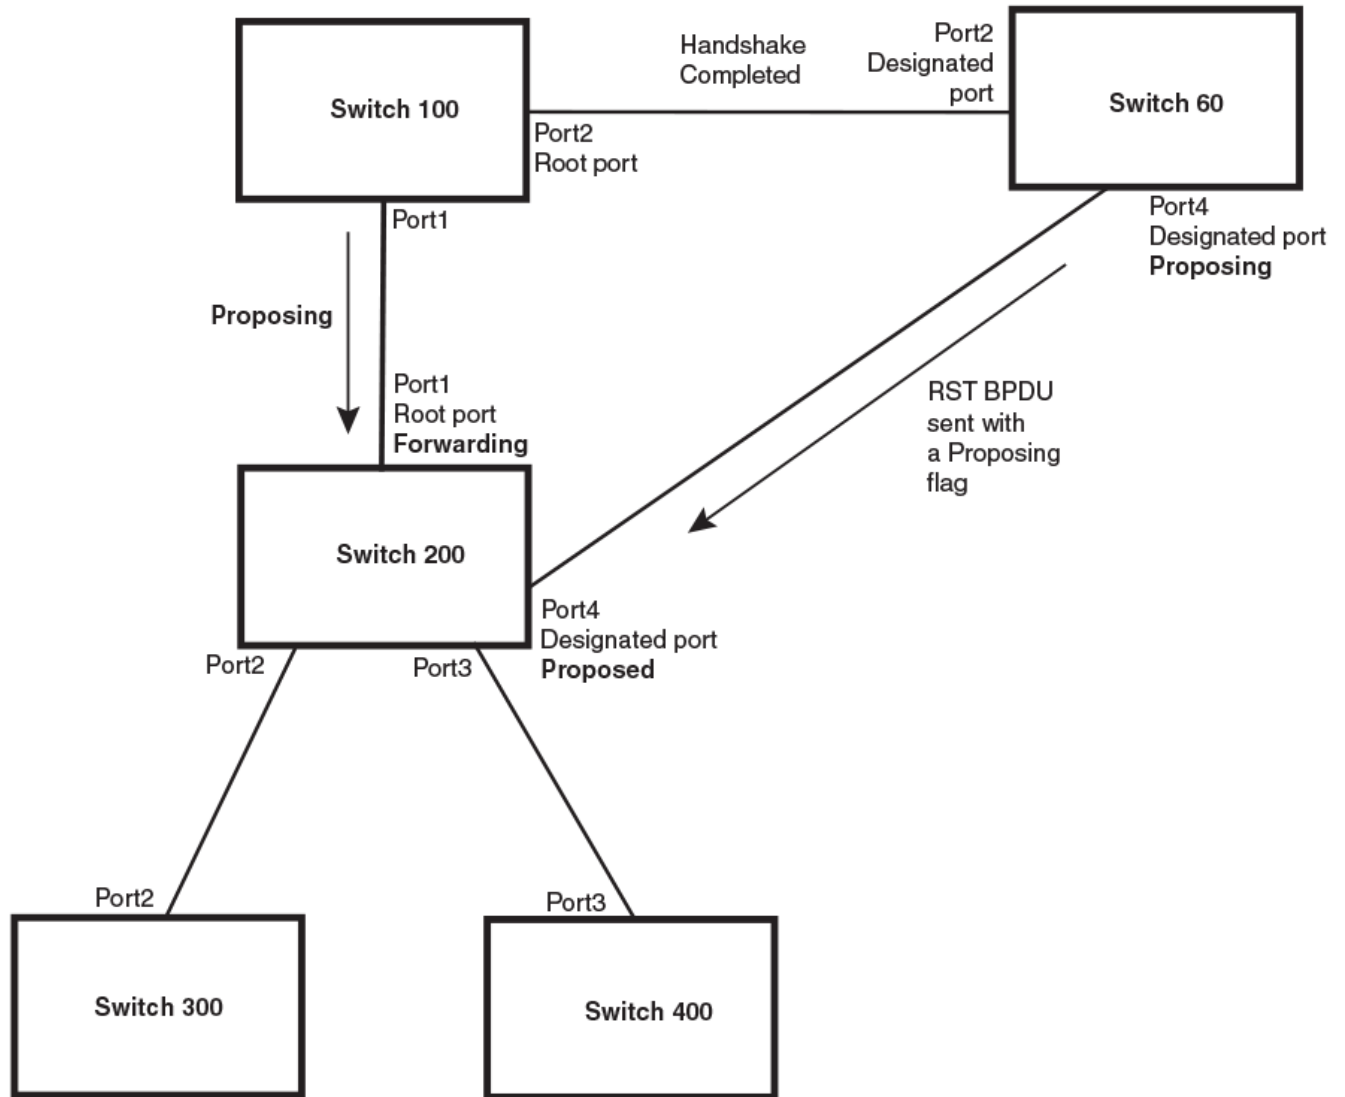 Switch 100
Handshake
Completed
Port2
Designated
port
Switch 60
Port2
Root port
Port1
Port4
Designated port
Proposing
Proposing
Port1
Root port
Forwarding
RST BPDU
sent with
a Proposing
flag
Switch 200
Port4
Designated port
Proposed
Port2
Port3
Port2
Port3
Switch 300
Switch 400